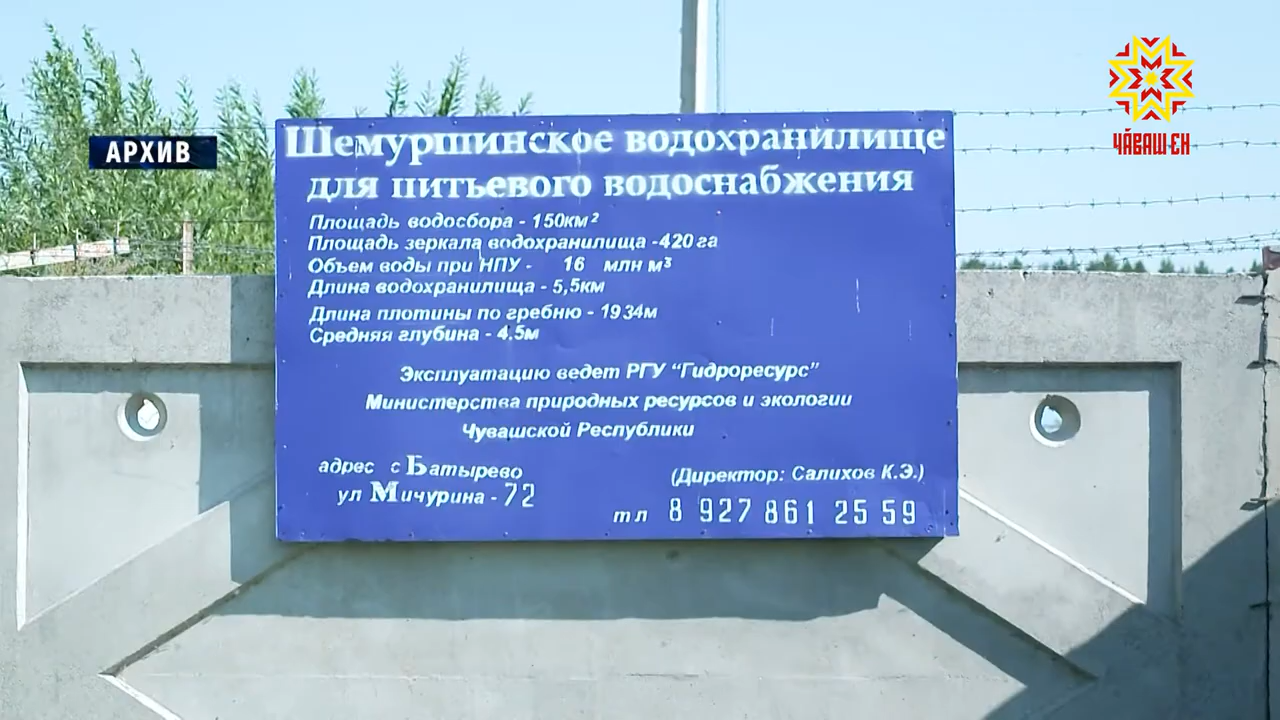 АРХИВ
ЧӐВАШ ЕН
Шемуршинское водохранилище
для питьевого водоснабжения
Площадь водосбора - 150км²
Площадь зеркала водохранилища -420 га
Объем воды при НПУ - 16 млн м³
Длина водохранилища - 5,5км
Длина плотины по гребню - 1934м
Средняя глубина - 4.5м
Эксплуатацию ведет РГУ “Гидроресурс”
Министерства природных ресурсов и экологии
Чувашской Республики
адрес с Батырево
ул Мичурина - 72
(Директор: Салихов К.Э.)
тл 8 927 861 25 59